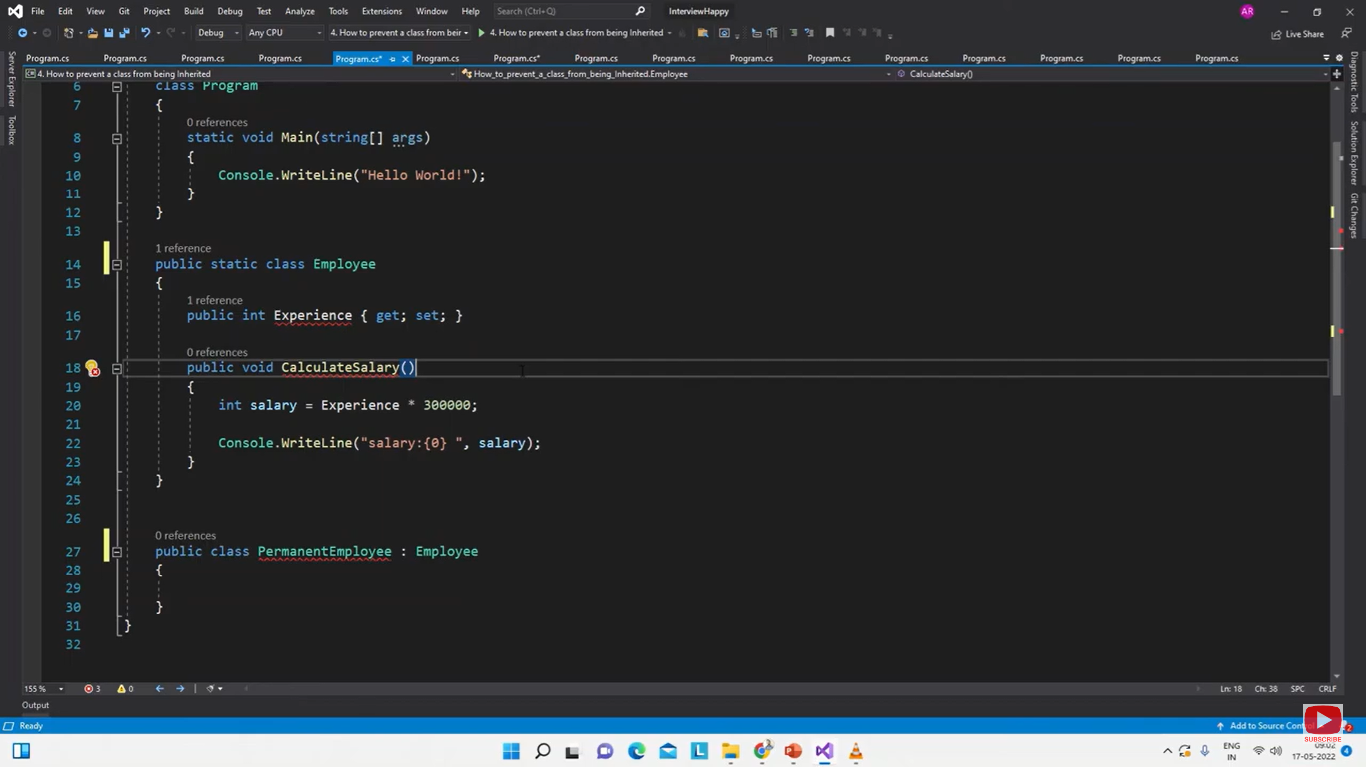 File Edit View Git Project Build Debug Test Analyze Tools Extensions Window Help Search (Ctrl+Q) InterviewHappy AR
Debug Any CPU 4. How to prevent a class from being Inherited Live Share
Program.cs Program.cs Program.cs Program.cs Program.cs* Program.cs Program.cs* Program.cs Program.cs Program.cs Program.cs Program.cs Program.cs Program.cs Program.cs Program.cs
4. How to prevent a class from being Inherited How_to_prevent_a_class_from_being_Inherited.Employee CalculateSalary()
Server Explorer
Toolbox
Diagnostic Tools
Solution Explorer
Git Changes
6 class Program
7 {
0 references
8 static void Main(string[] args)
9 {
10 Console.WriteLine("Hello World!");
11 }
12 }
13
1 reference
14 public static class Employee
15 {
1 reference
16 public int Experience { get; set; }
17
0 references
18 public void CalculateSalary()
19 {
20 int salary = Experience * 300000;
21
22 Console.WriteLine("salary:{0} ", salary);
23 }
24 }
25
26
0 references
27 public class PermanentEmployee : Employee
28 {
29
30 }
31 }
32
155 % 3 0 Ln: 18 Ch: 38 SPC CRLF
Output
Ready Add to Source Control 2
SUBSCRIBE
L ENG IN 09:02 17-05-2022 4